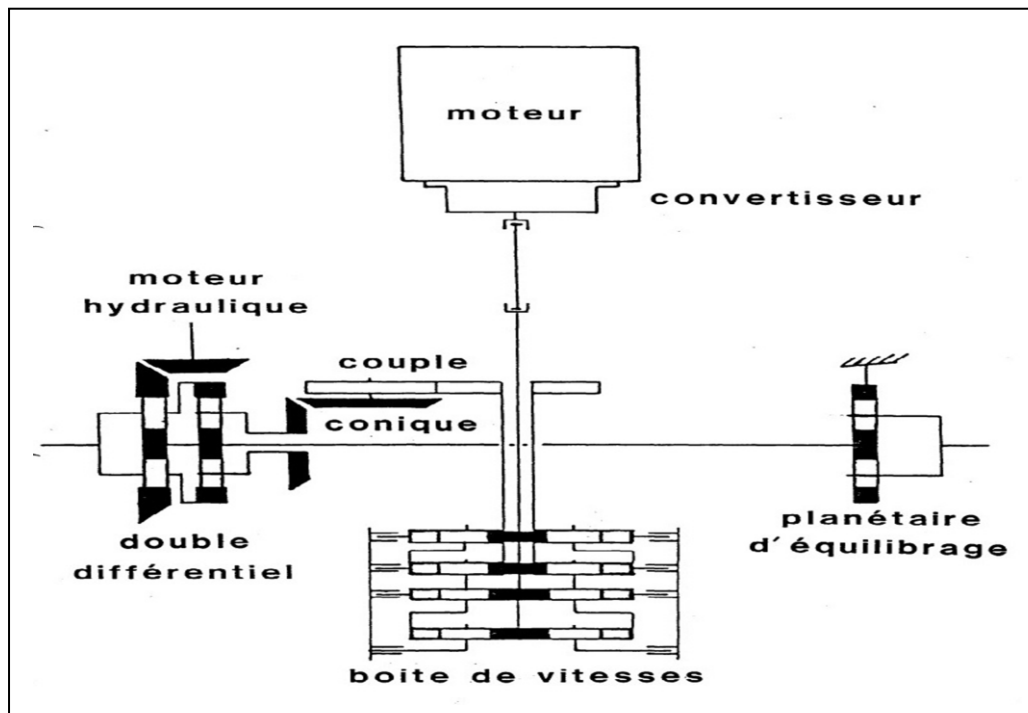 moteur
convertisseur
moteur
hydraulique
couple
conique
double
différentiel
planétaire
d'équilibrage
boite de vitesses